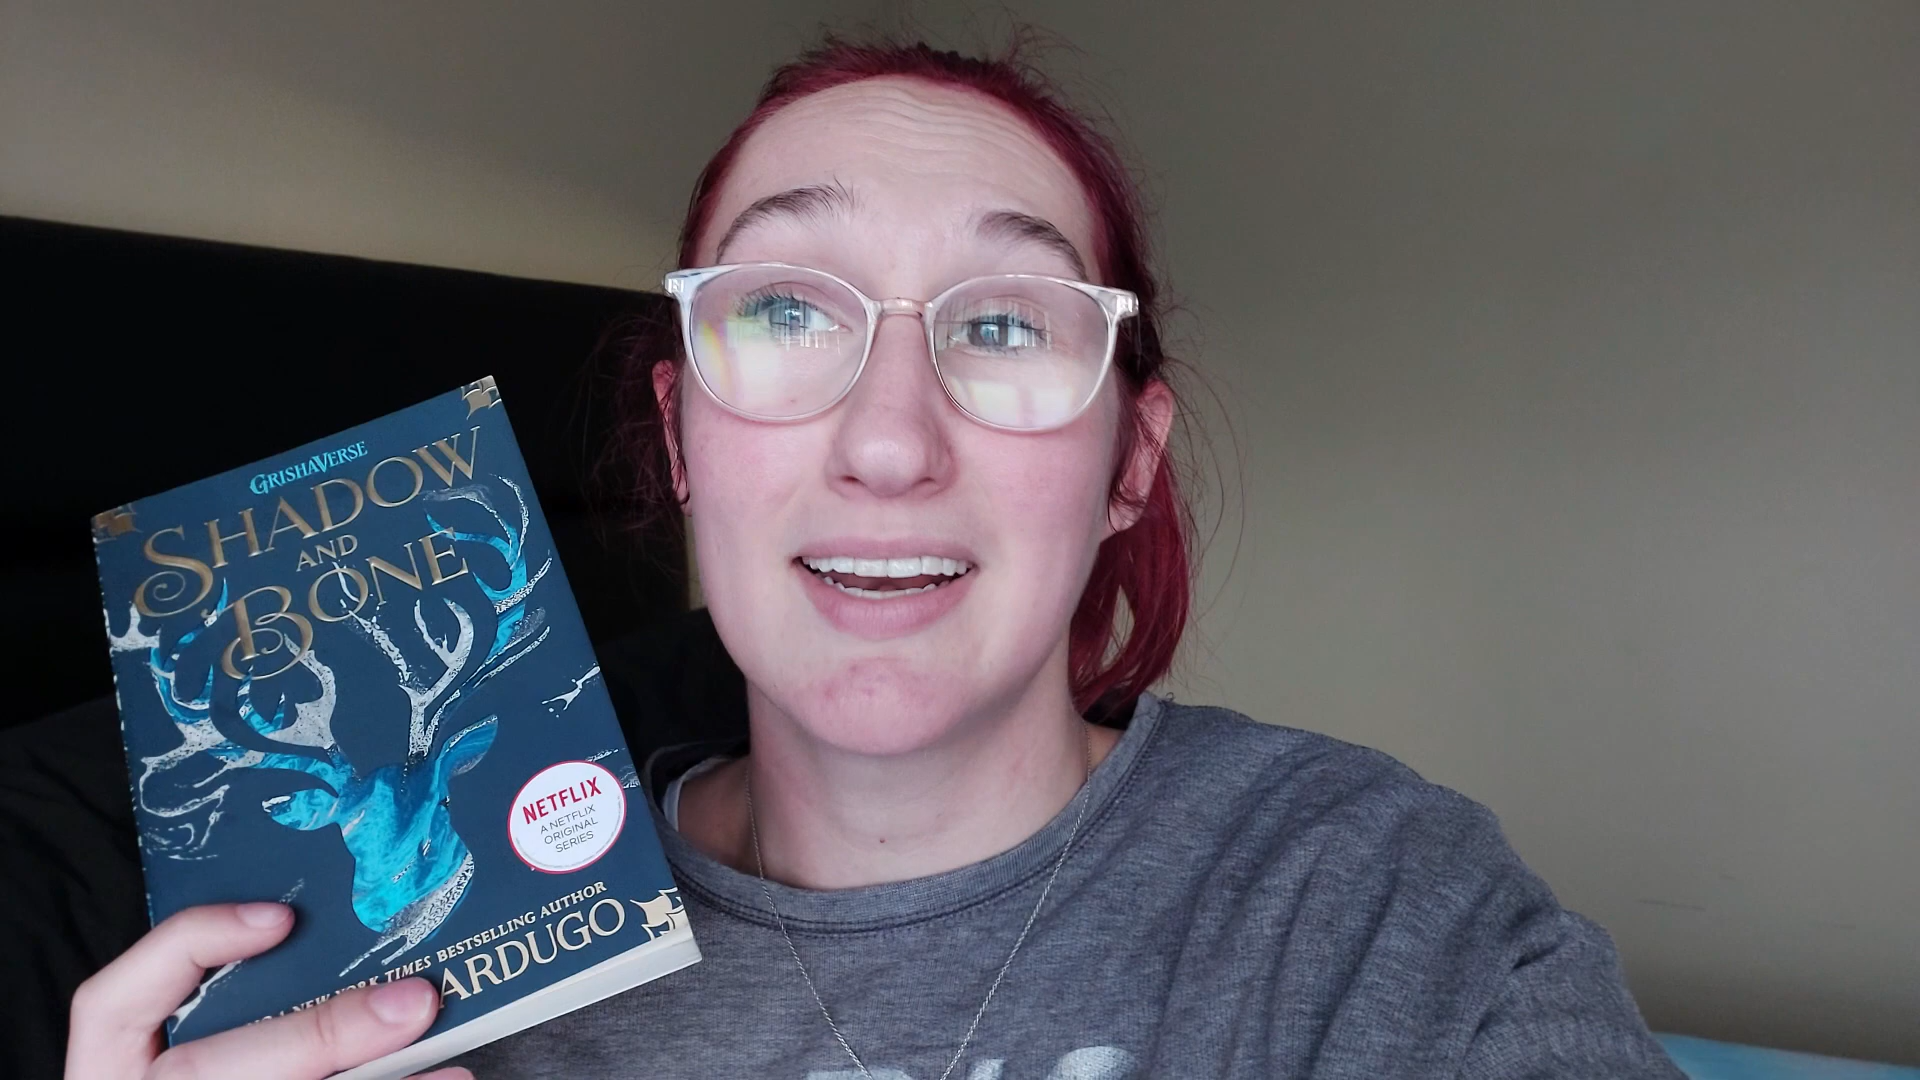 GRISHAVERSE
SHADOW
AND
BONE
NETFLIX
A NETFLIX
ORIGINAL
SERIES
NEW YORK TIMES BESTSELLING AUTHOR
ARDUGO